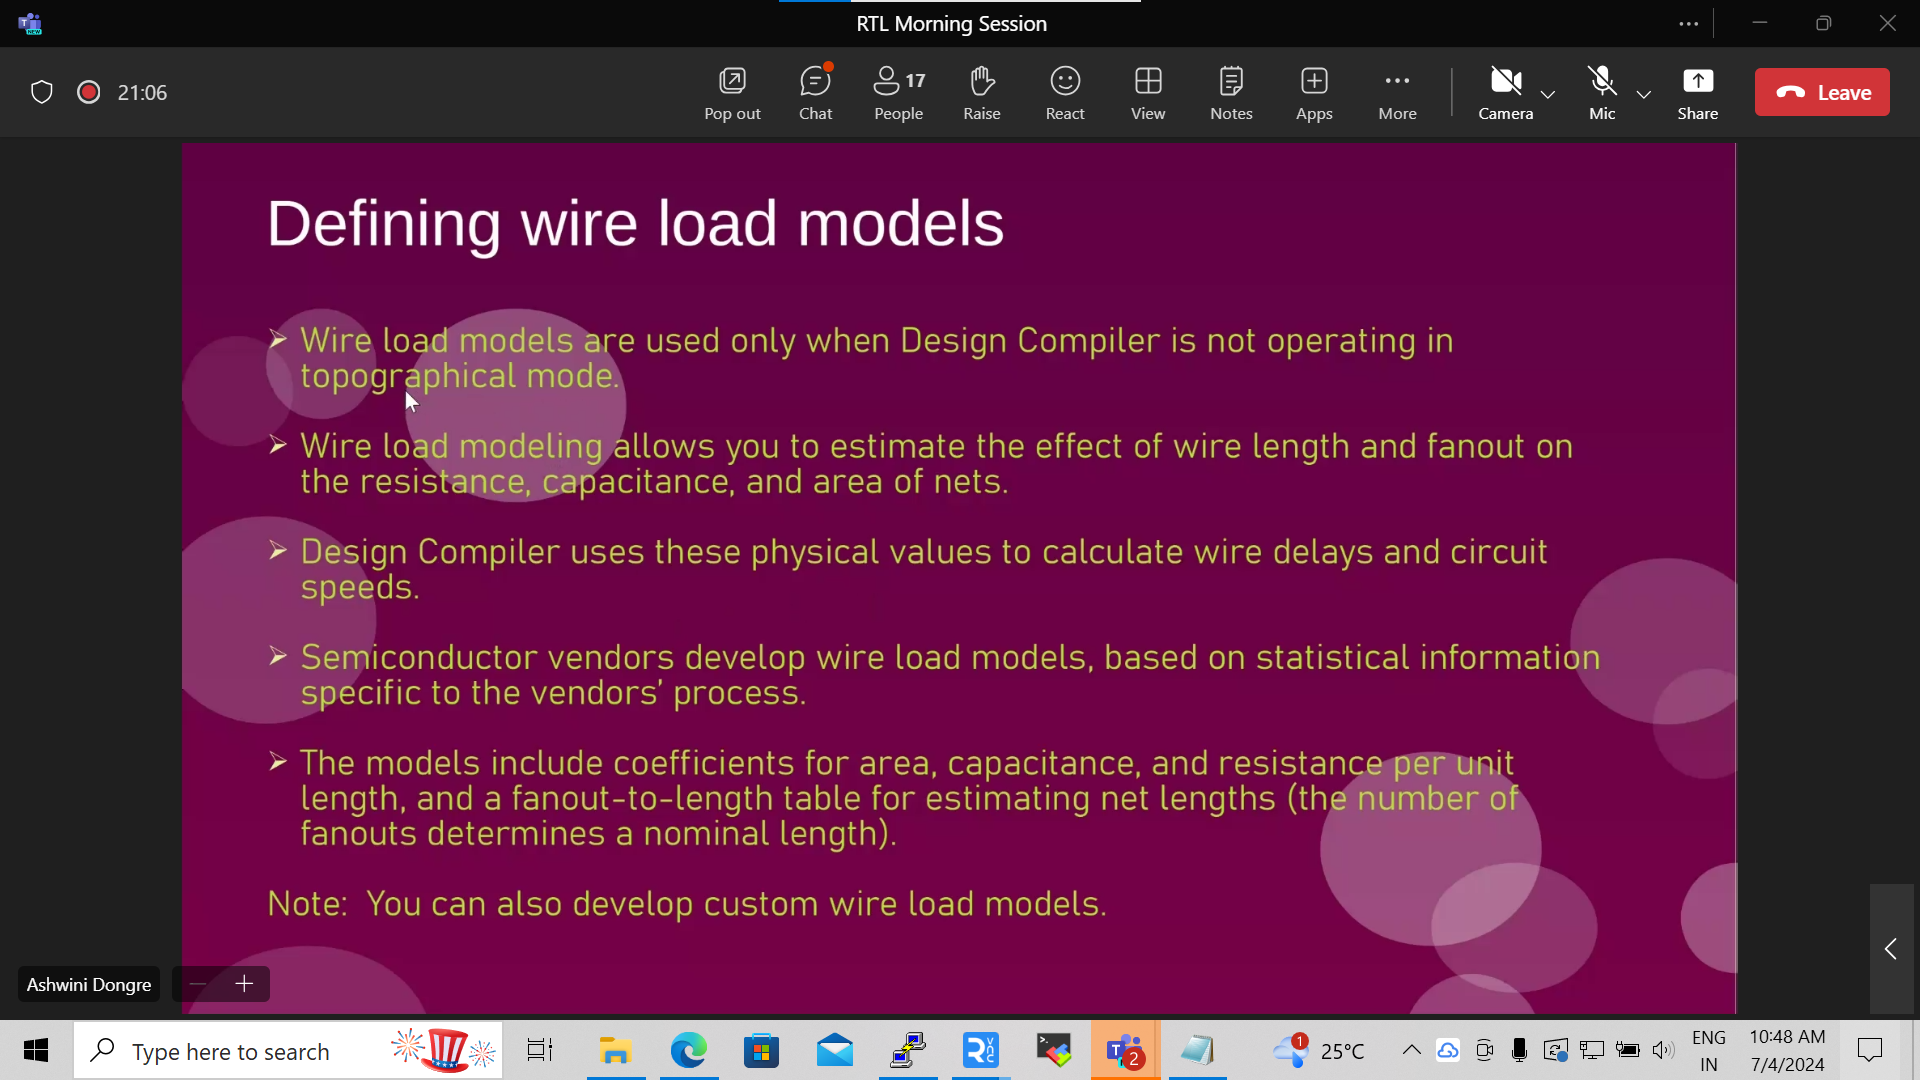 RTL Morning Session
21:06
Pop out
Chat
17
People
Raise
React
View
Notes
Apps
More
Camera
Mic
Share
Leave
Defining wire load models
Wire load models are used only when Design Compiler is not operating in
topographical mode.
Wire load modeling allows you to estimate the effect of wire length and fanout on
the resistance, capacitance, and area of nets.
Design Compiler uses these physical values to calculate wire delays and circuit
speeds.
Semiconductor vendors develop wire load models, based on statistical information
specific to the vendors’ process.
The models include coefficients for area, capacitance, and resistance per unit
length, and a fanout-to-length table for estimating net lengths (the number of
fanouts determines a nominal length).
Note: You can also develop custom wire load models.
Ashwini Dongre
Type here to search
2
1
25°C
ENG
IN
10:48 AM
7/4/2024